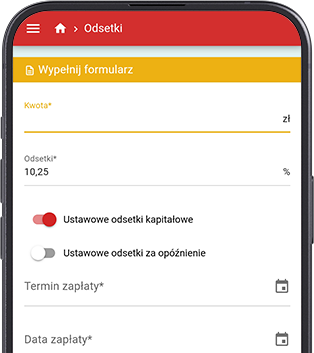 Odsetki
Wypełnij formularz
Kwota*
zł
Odsetki*
10,25 %
Ustawowe odsetki kapitałowe
Ustawowe odsetki za opóźnienie
Termin zapłaty*
Data zapłaty*